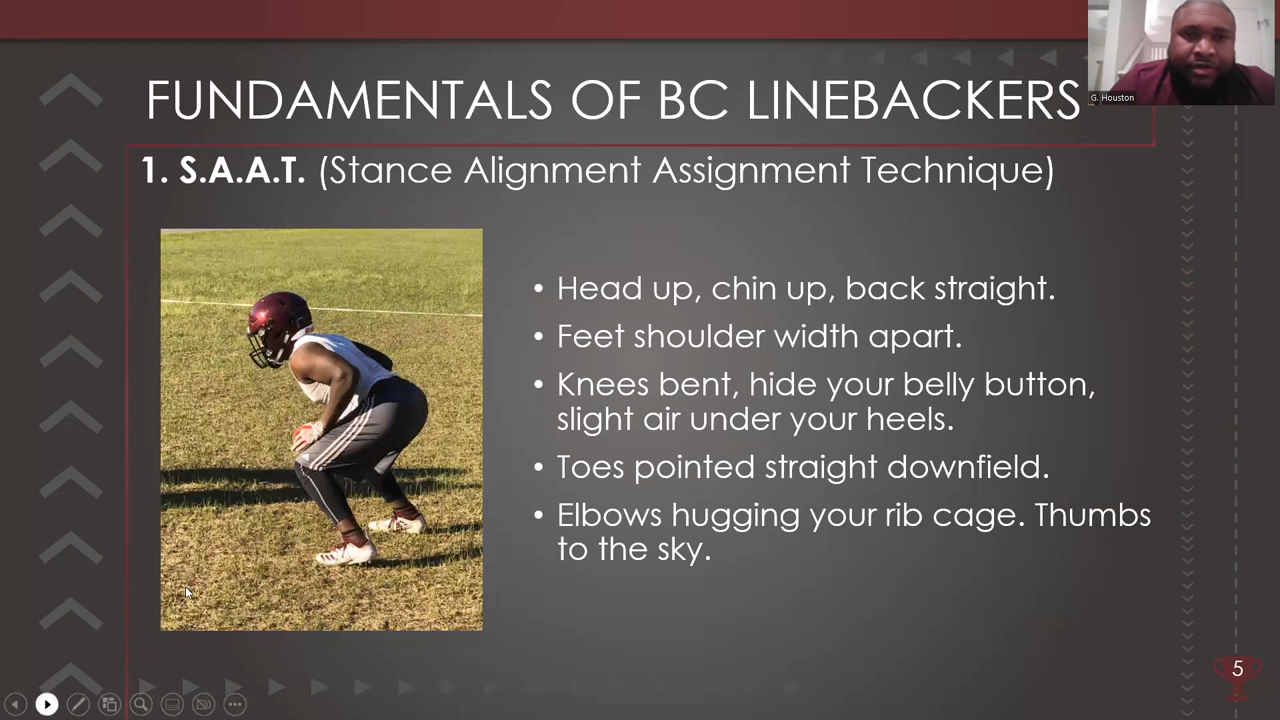 G. Houston
FUNDAMENTALS OF BC LINEBACKERS
1. S.A.A.T. (Stance Alignment Assignment Technique)
• Head up, chin up, back straight.
• Feet shoulder width apart.
• Knees bent, hide your belly button,
slight air under your heels.
• Toes pointed straight downfield.
• Elbows hugging your rib cage. Thumbs
to the sky.
5